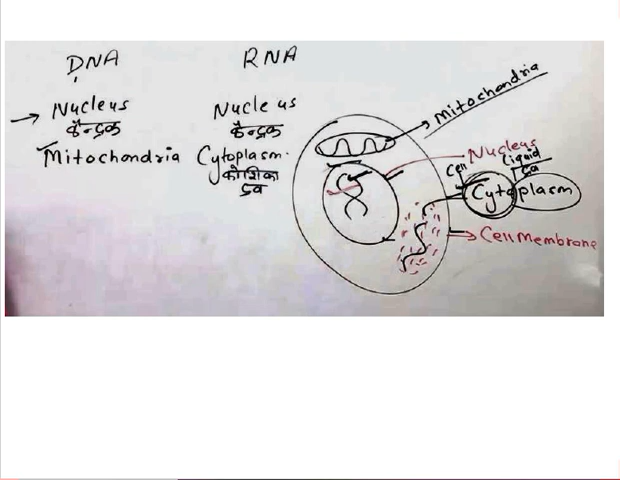 DNA
RNA
Nucleus
केन्द्रक
Mitochondria
Nucleus
केन्द्रक
Cytoplasm.
कोशिका
द्रव
Mitochondria
Nucleus
Cell
Liquid
द्रव
Cytoplasm
Cell Membrane